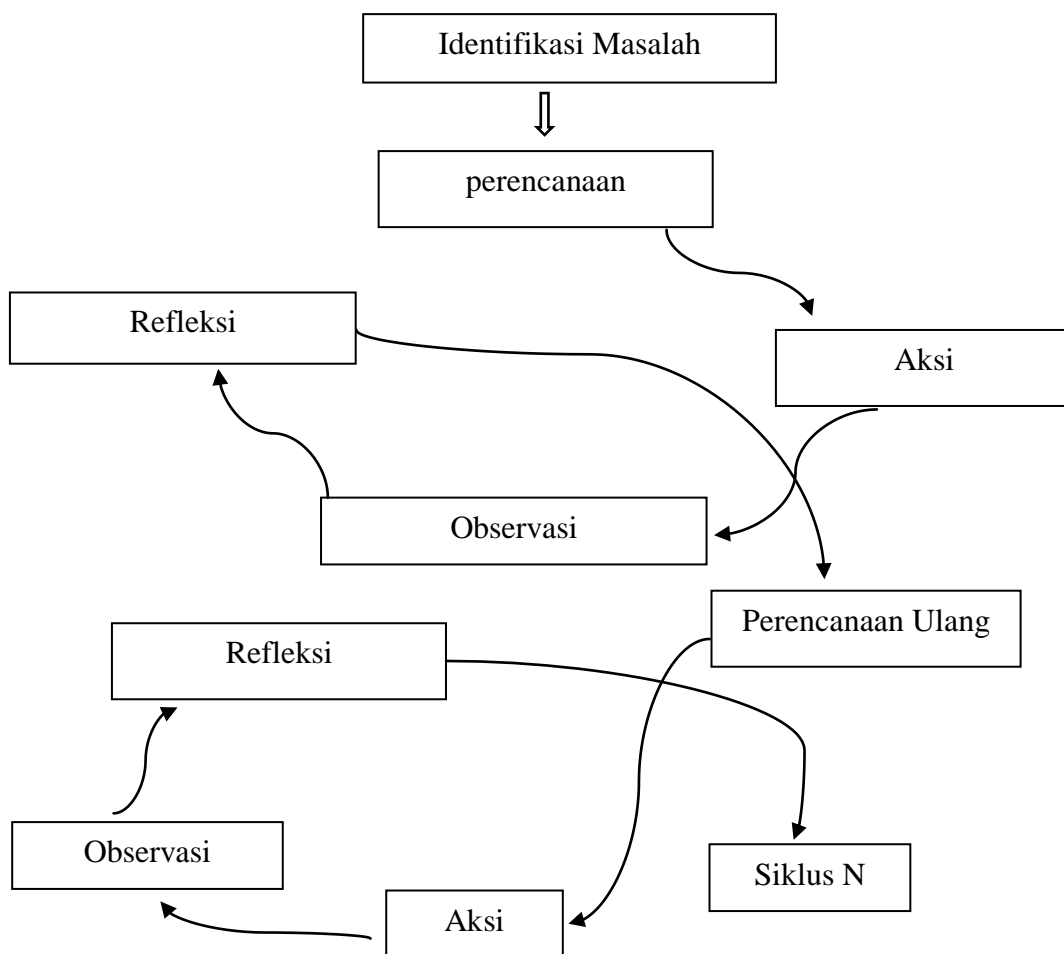 Identifikasi Masalah
perencanaan
Refleksi
Aksi
Observasi
Perencanaan Ulang
Refleksi
Observasi
Siklus N
Aksi